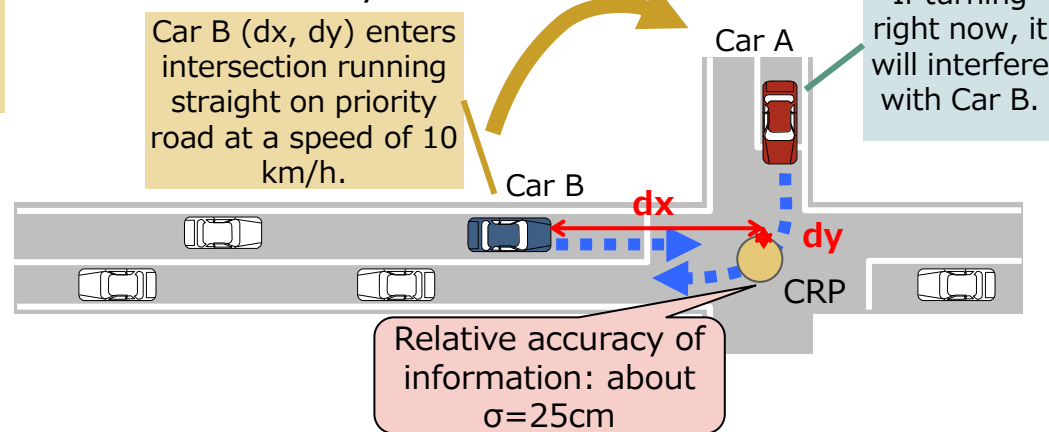 Car B (dx, dy) enters
intersection running
straight on priority
road at a speed of 10
km/h.
Car A
right now, it
will interfere
with Car B.
Car B
dx
dy
CRP
Relative accuracy of
information: about
σ=25cm